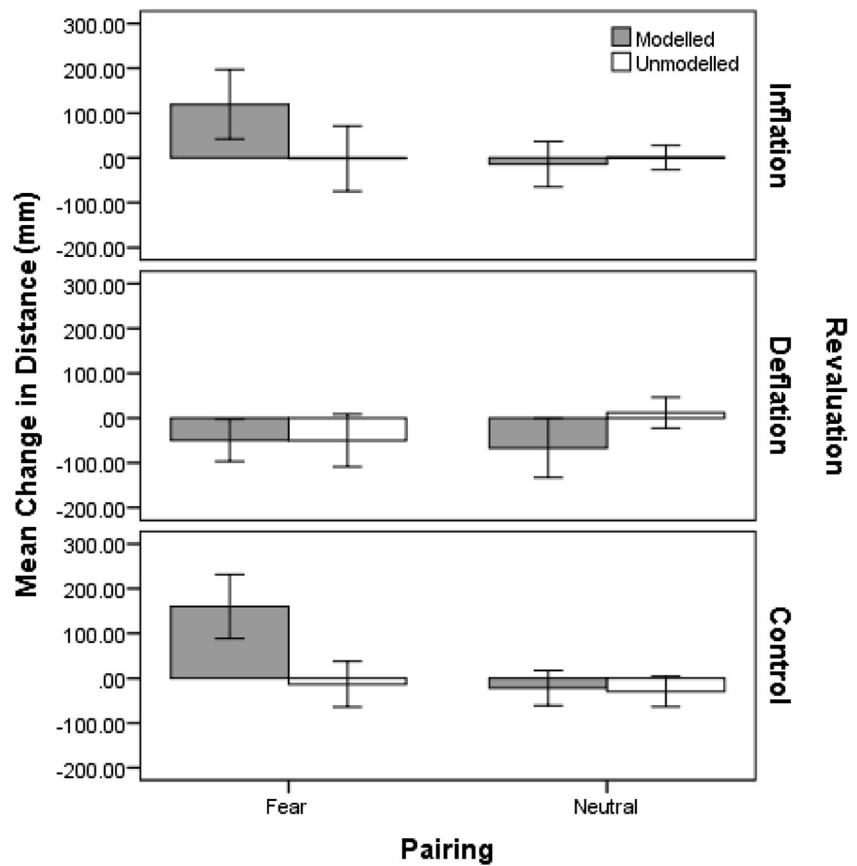 300.00
200.00
100.00
.00
-100.00
-200.00
Modelled
Unmodelled
Inflation
300.00
200.00
100.00
.00
-100.00
-200.00
Deflation
300.00
200.00
100.00
.00
-100.00
-200.00
Control
Mean Change in Distance (mm)
Revaluation
Fear
Neutral
Pairing